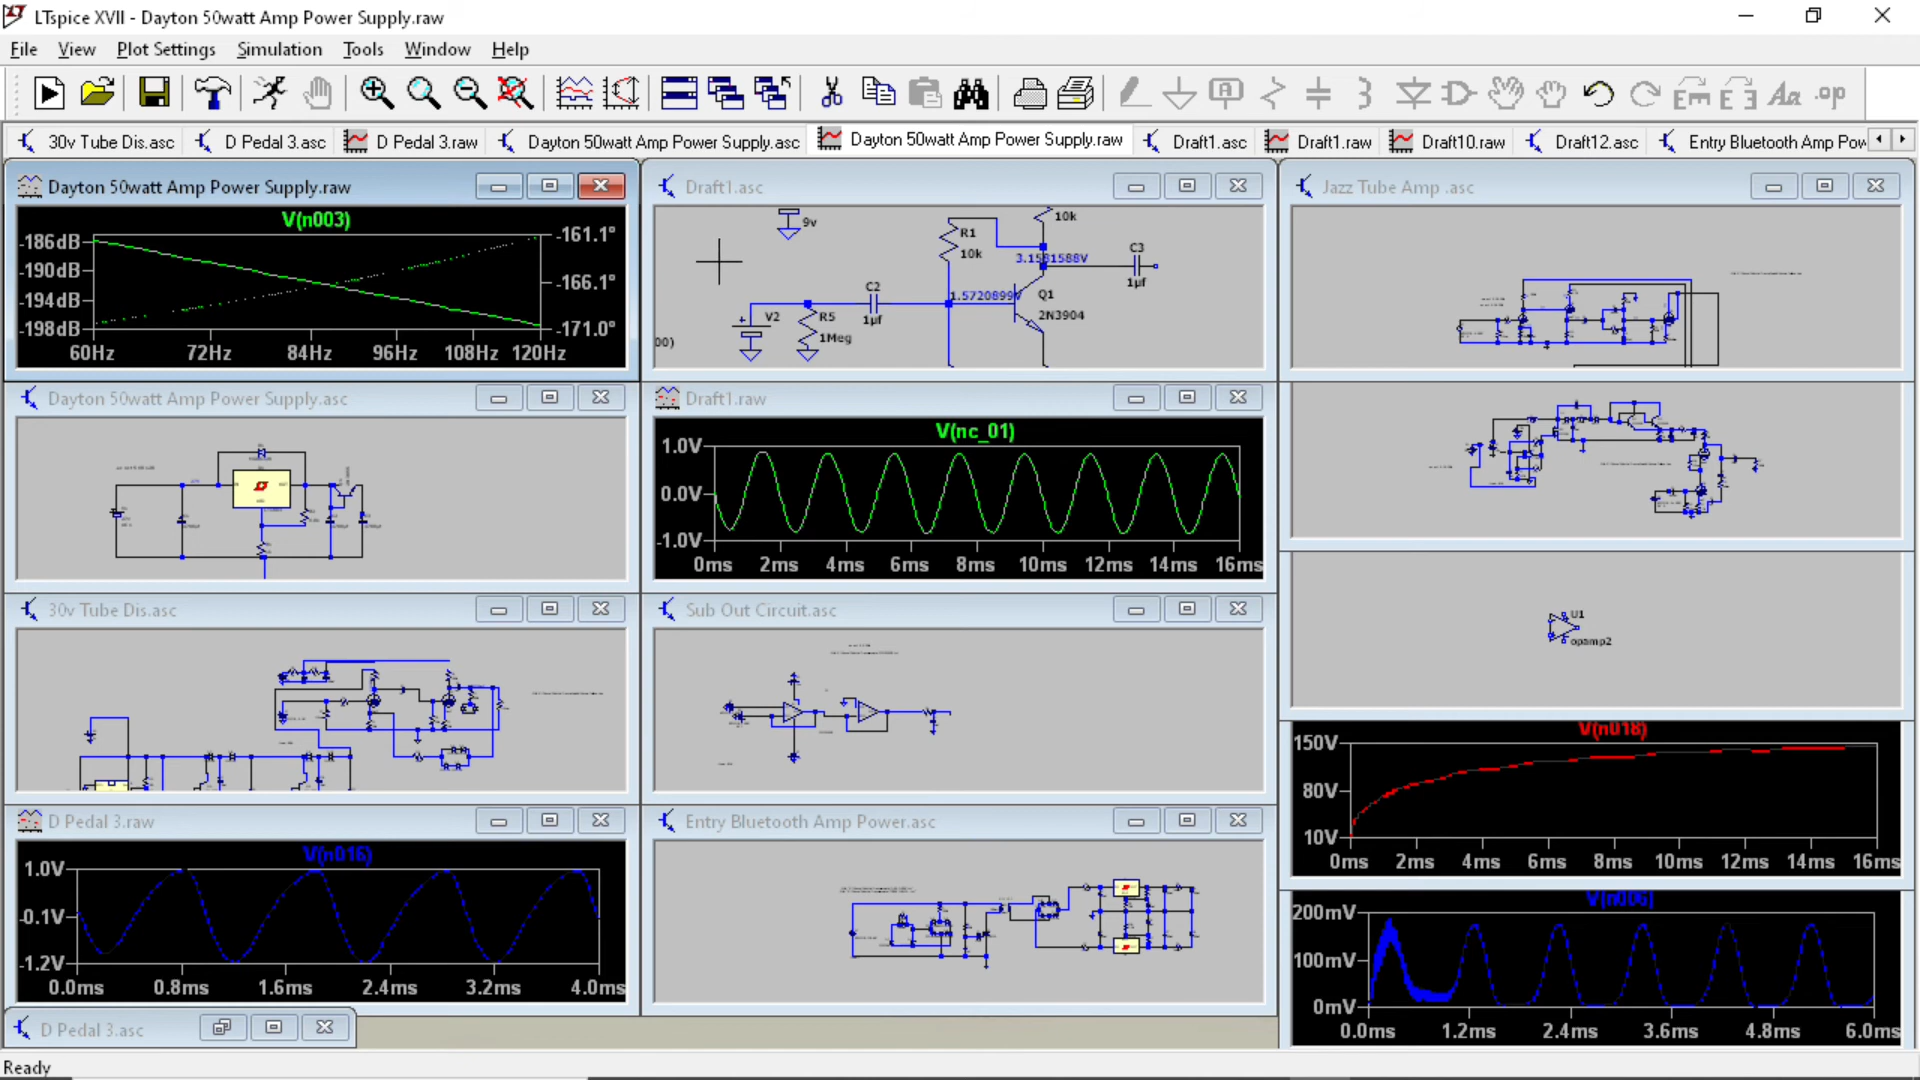 LTspice XVII - Dayton 50watt Amp Power Supply.raw
File View Plot Settings Simulation Tools Window Help
30v Tube Dis.asc D Pedal 3.asc D Pedal 3.raw Dayton 50watt Amp Power Supply.asc Dayton 50watt Amp Power Supply.raw Draft1.asc Draft1.raw Draft10.raw Draft12.asc Entry Bluetooth Amp Pow
Dayton 50watt Amp Power Supply.raw
V(n003)
-186dB
-190dB
-194dB
-198dB
-161.1°
-166.1°
-171.0°
60Hz 72Hz 84Hz 96Hz 108Hz 120Hz
Draft1.asc
9v
10k
R1
10k
3.1581588V
C3
1µf
C2
1µf
1.5720899V
Q1
2N3904
V2
R5
1Meg
00)
Jazz Tube Amp .asc
Dayton 50watt Amp Power Supply.asc
Draft1.raw
V(nc_01)
1.0V
0.0V
-1.0V
0ms 2ms 4ms 6ms 8ms 10ms 12ms 14ms 16ms
U1
opamp2
30v Tube Dis.asc
Sub Out Circuit.asc
V(n018)
150V
80V
10V
0ms 2ms 4ms 6ms 8ms 10ms 12ms 14ms 16ms
D Pedal 3.raw
V(n016)
1.0V
-0.1V
-1.2V
0.0ms 0.8ms 1.6ms 2.4ms 3.2ms 4.0ms
Entry Bluetooth Amp Power.asc
V(n006)
200mV
100mV
0mV
0.0ms 1.2ms 2.4ms 3.6ms 4.8ms 6.0ms
D Pedal 3.asc
Ready